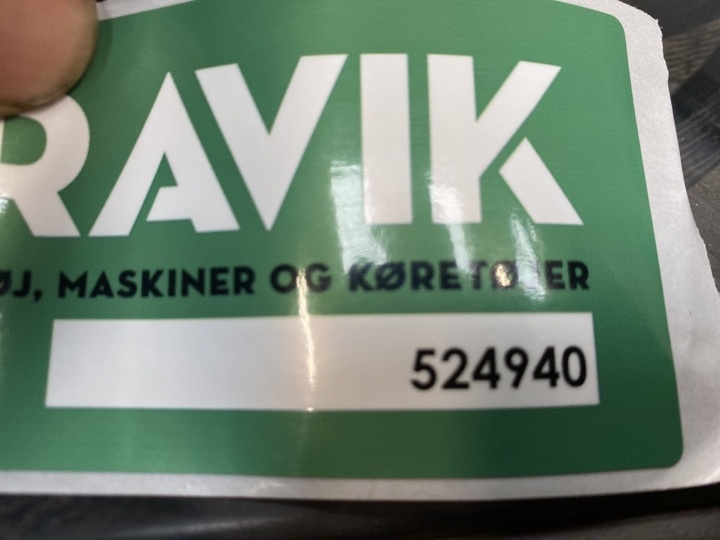 RAVIK
ØJ, MASKINER OG KØRETØJER
524940